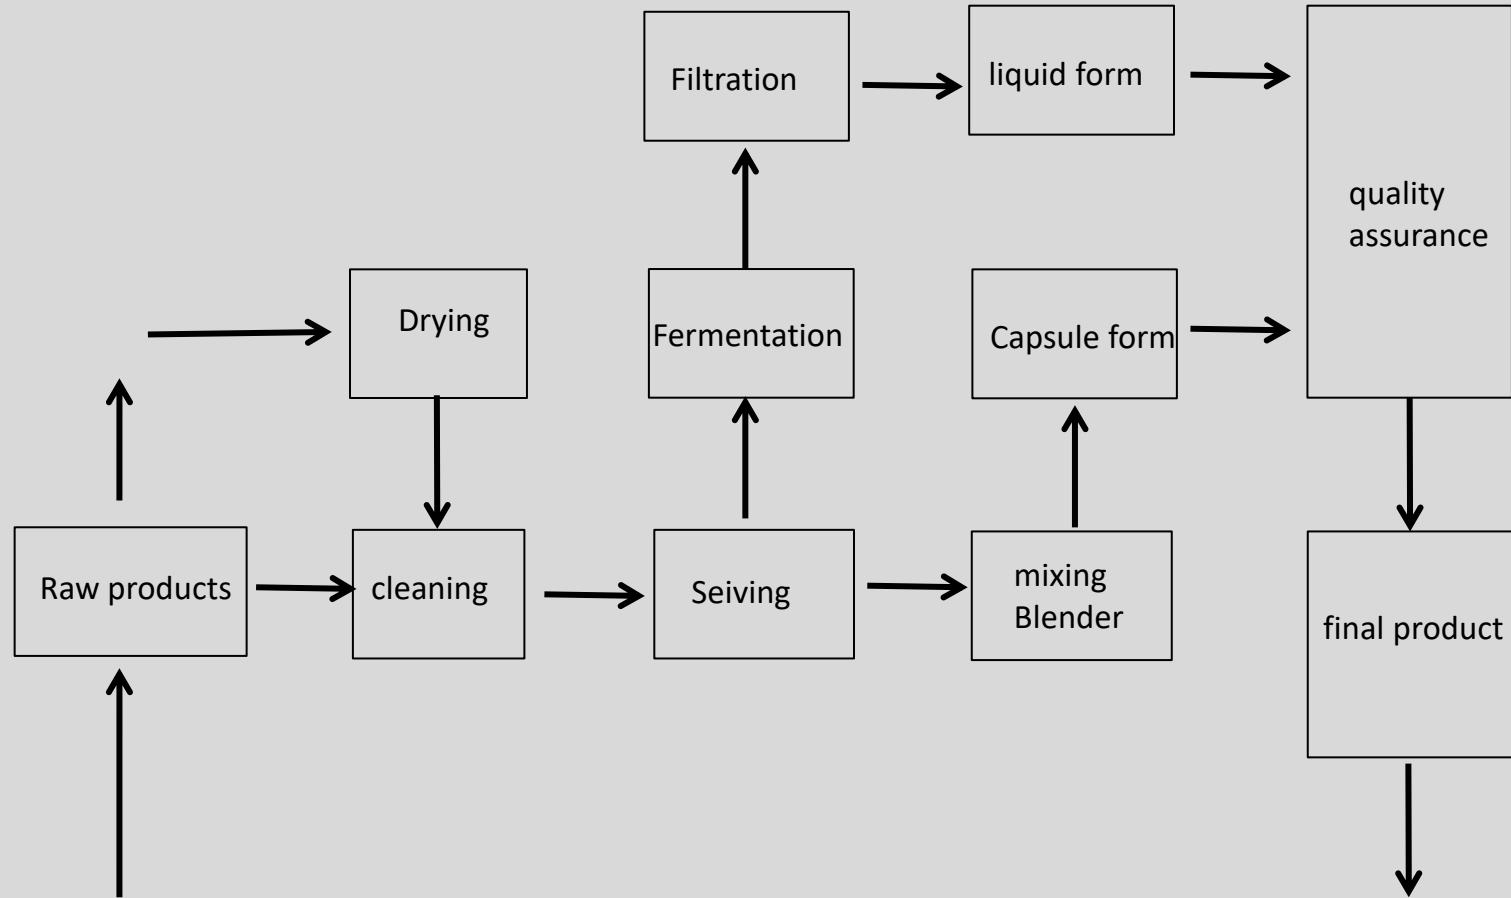 Filtration
liquid form
quality
assurance
Drying
Fermentation
Capsule form
Raw products
cleaning
Seiving
mixing
Blender
final product